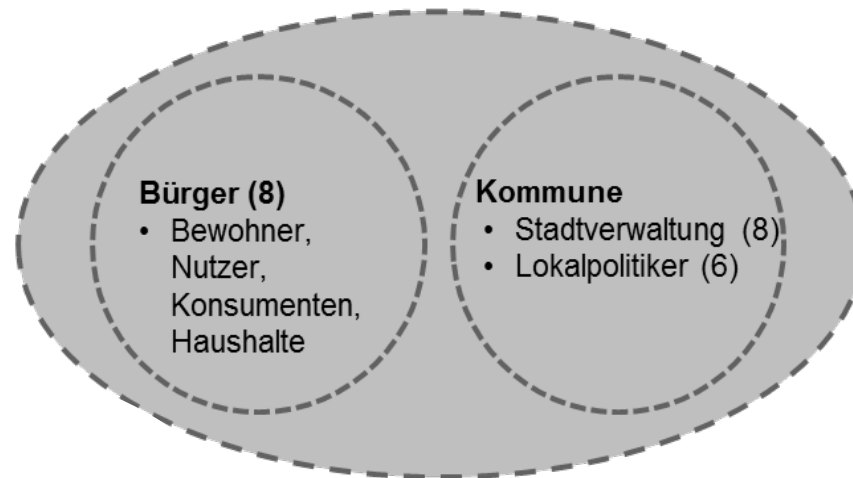 Bürger (8)
• Bewohner,
Nutzer,
Konsumenten,
Haushalte
Kommune
• Stadtverwaltung (8)
• Lokalpolitiker (6)